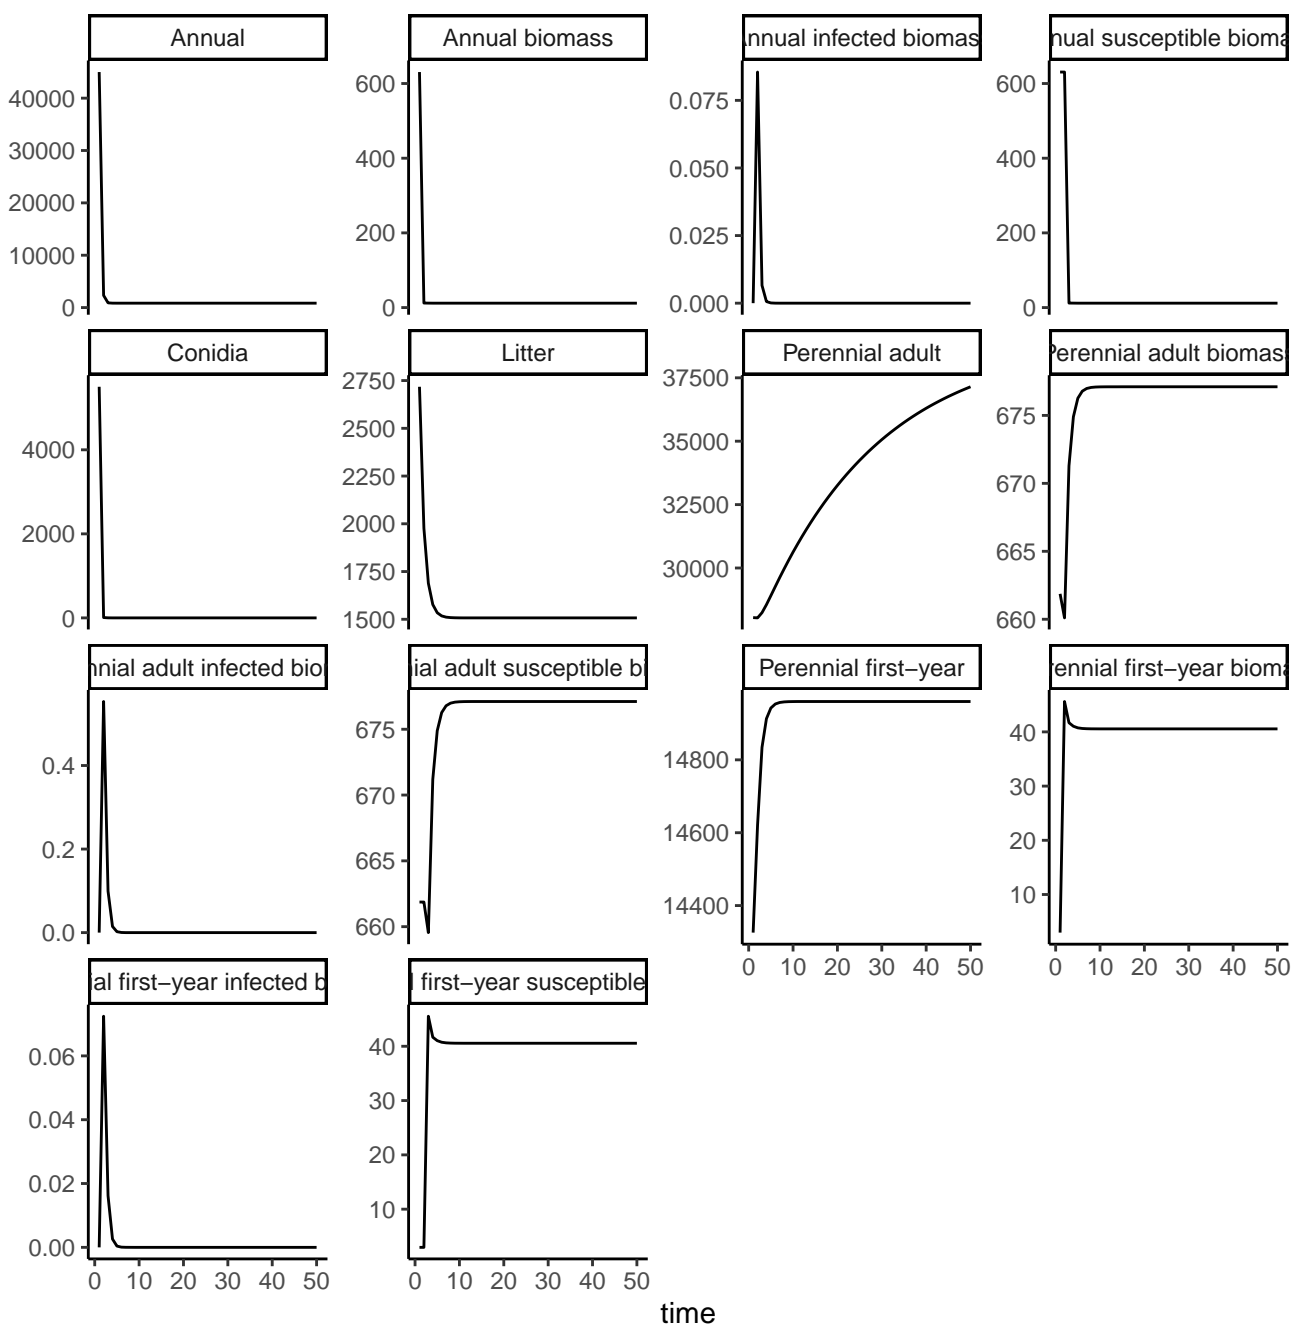 Annual
Annual biomass
Annual infected biomas
nual susceptible bioma
40000
30000
20000
10000
0
600
400
200
0
0.075
0.050
0.025
0.000
600
400
200
0
Conidia
Litter
Perennial adult
Perennial adult biomass
4000
2000
0
2750
2500
2250
2000
1750
1500
37500
35000
32500
30000
675
670
665
660
nnial adult infected bior
ial adult susceptible bi
Perennial first−year
rennial first−year bioma
0.4
0.2
0.0
675
670
665
660
14800
14600
14400
40
30
20
10
0 10 20 30 40 50
0 10 20 30 40 50
ial first−year infected b
l first−year susceptible
0.06
0.04
0.02
0.00
40
30
20
10
0 10 20 30 40 50
0 10 20 30 40 50
time